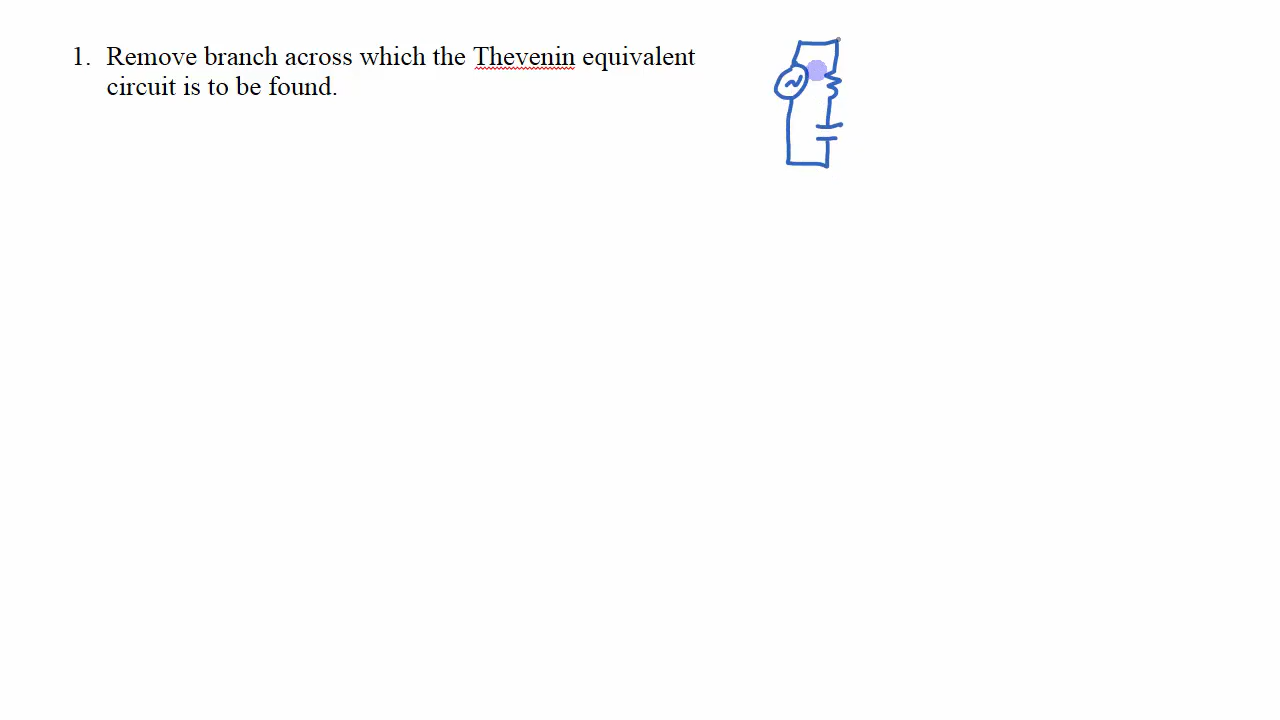 1. Remove branch across which the Thevenin equivalent
circuit is to be found.